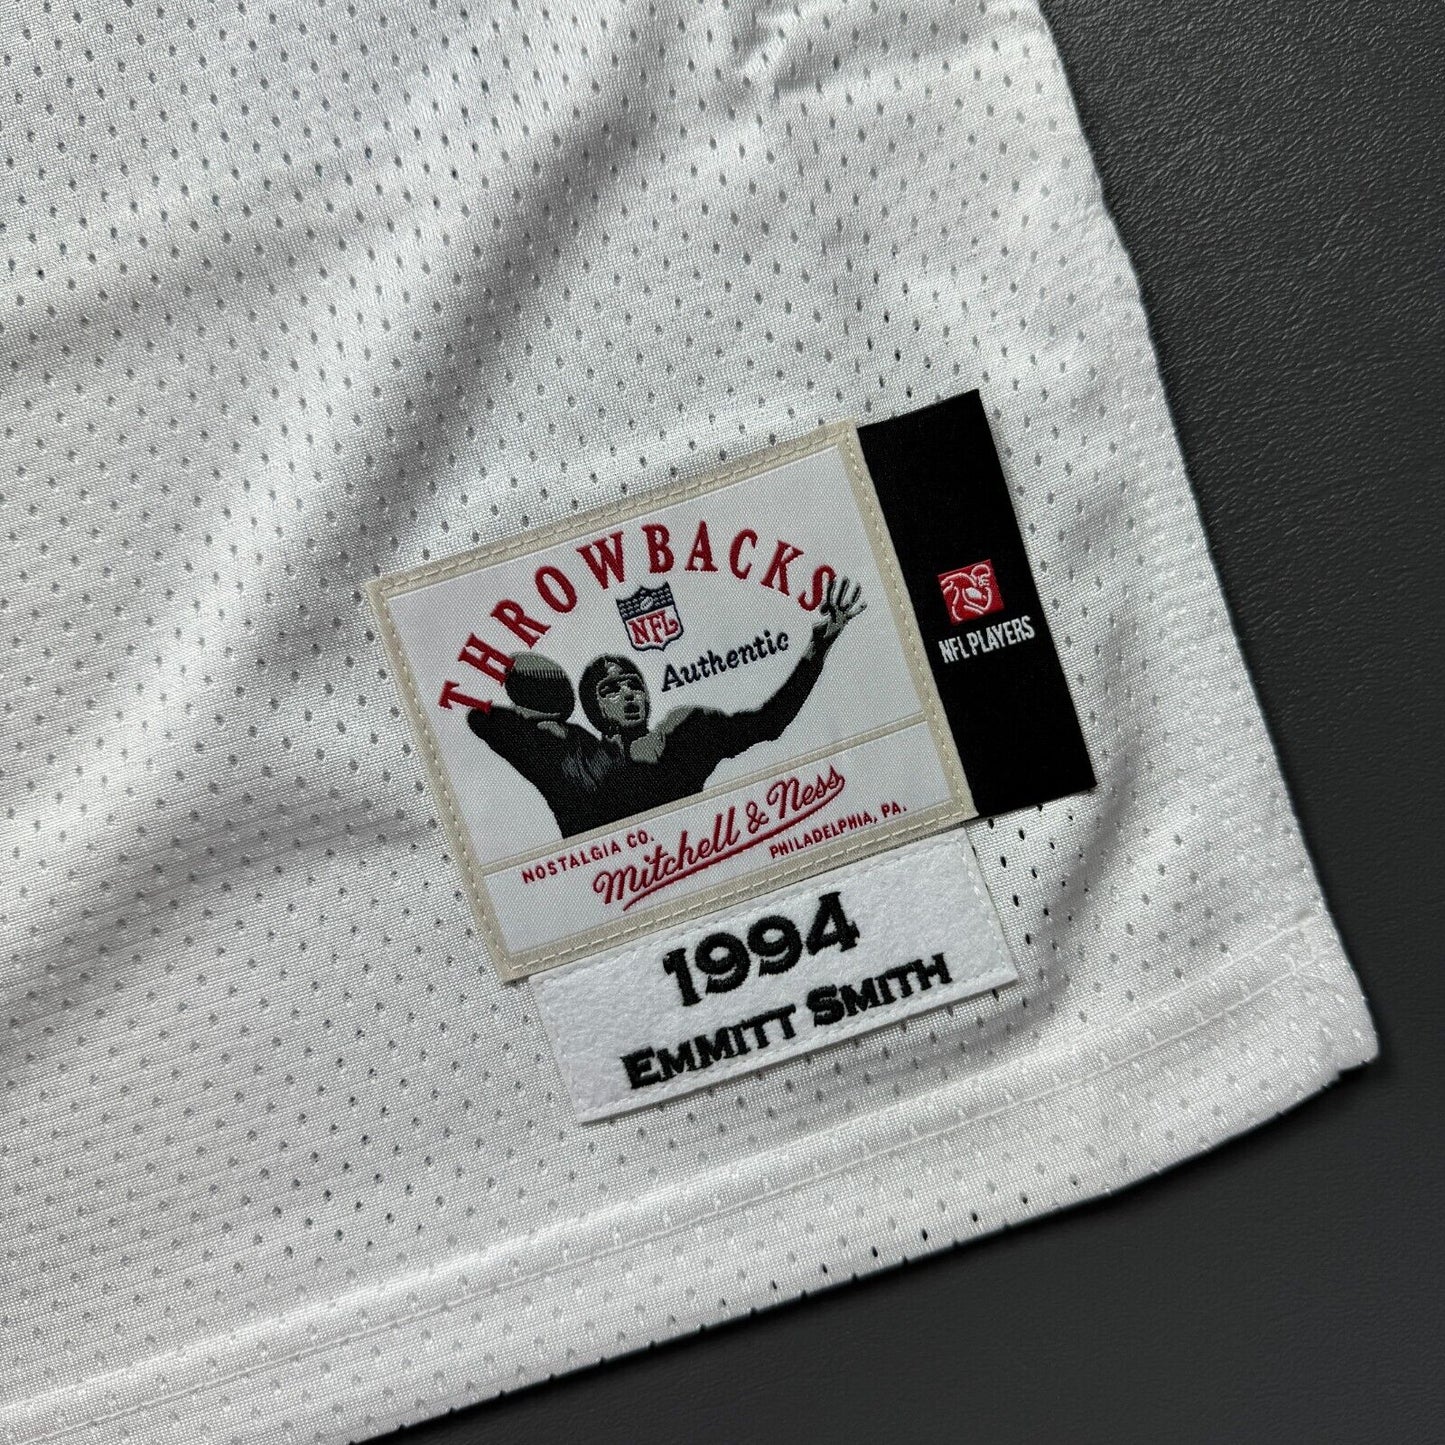 THROWBACKS
NFL
Authentic
NFL PLAYERS
NOSTALGIA CO.
Mitchell & Ness
PHILADELPHIA, PA.
1994
EMMITT SMITH